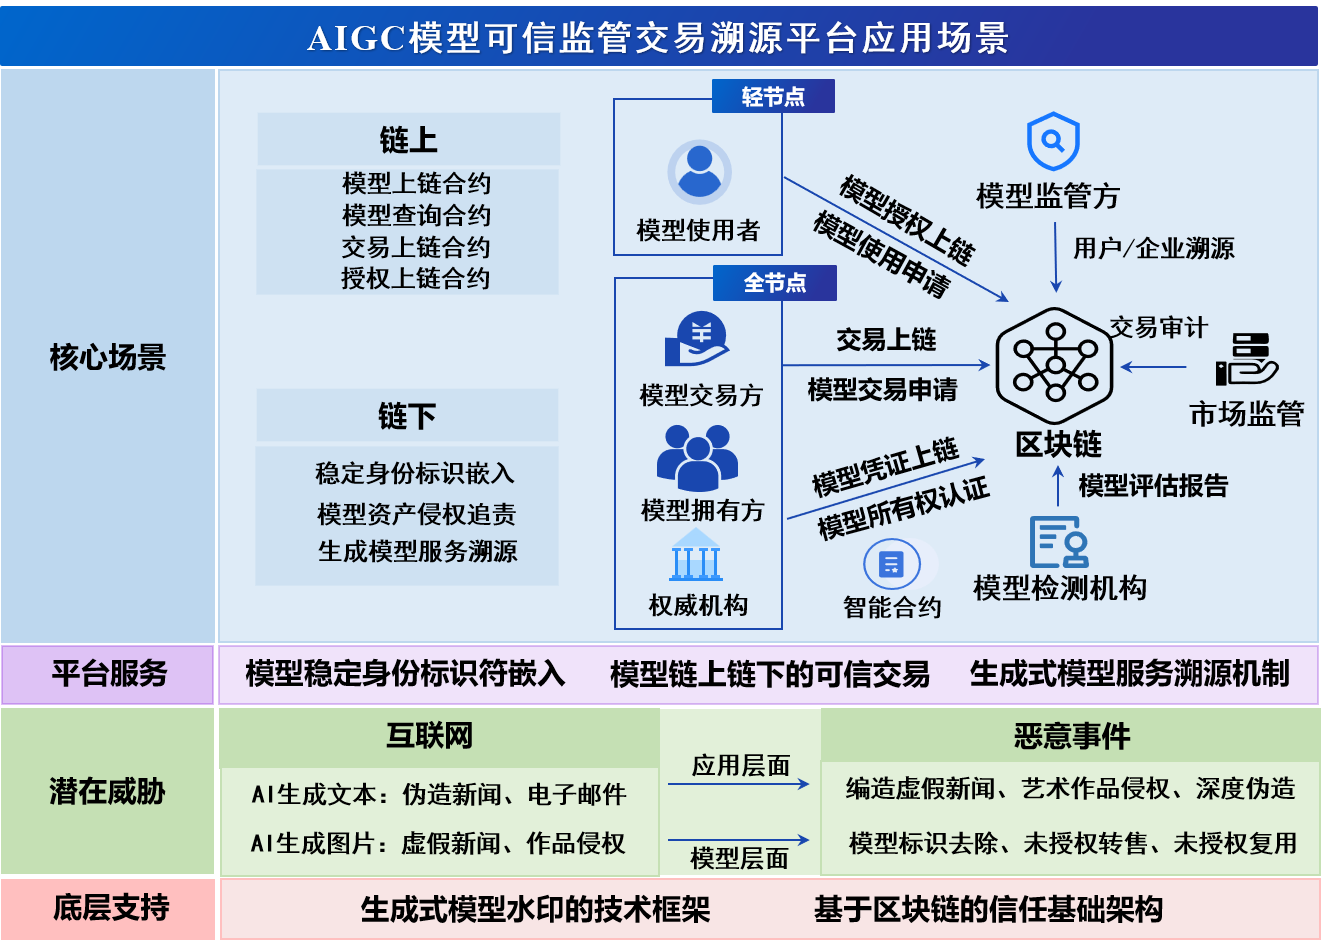 AIGC模型可信监管交易溯源平台应用场景
核心场景
链上
模型上链合约
模型查询合约
交易上链合约
授权上链合约
链下
稳定身份标识嵌入
模型资产侵权追责
生成模型服务溯源
轻节点
模型使用者
全节点
模型交易方
模型拥有方
权威机构
模型授权上链
模型使用申请
交易上链
模型交易申请
模型凭证上链
模型所有权认证
智能合约
模型监管方
用户/企业溯源
交易审计
市场监管
区块链
模型评估报告
模型检测机构
平台服务
模型稳定身份标识符嵌入
模型链上链下的可信交易
生成式模型服务溯源机制
潜在威胁
互联网
AI生成文本：伪造新闻、电子邮件
AI生成图片：虚假新闻、作品侵权
应用层面
模型层面
恶意事件
编造虚假新闻、艺术作品侵权、深度伪造
模型标识去除、未授权转售、未授权复用
底层支持
生成式模型水印的技术框架
基于区块链的信任基础架构